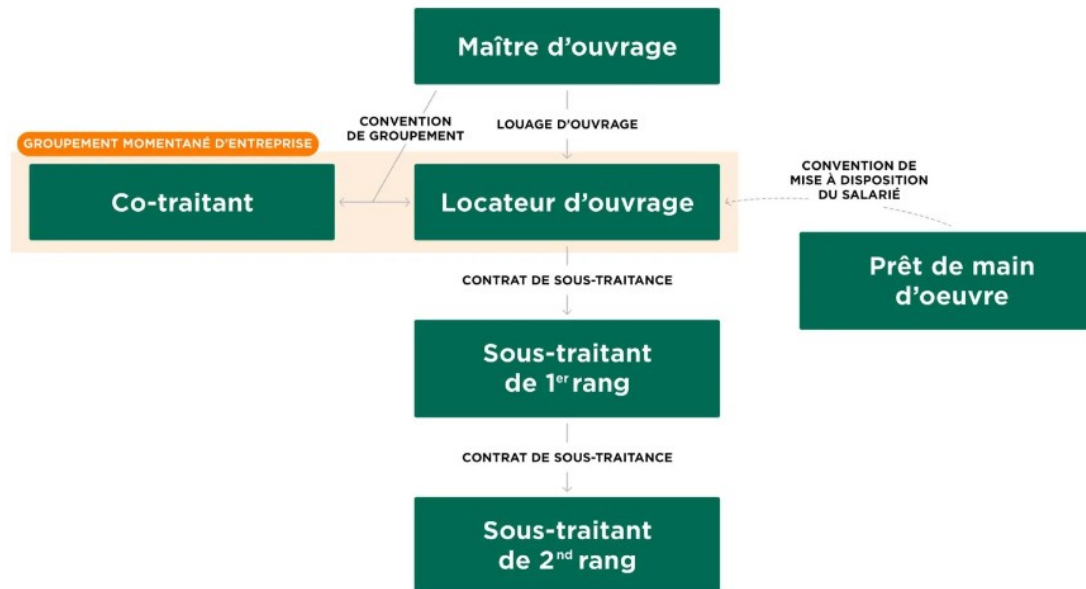 Maître d'ouvrage
CONVENTION
DE GROUPEMENT
LOUAGE D'OUVRAGE
GROUPEMENT MOMENTANÉ D'ENTREPRISE
Co-traitant
Locateur d'ouvrage
CONVENTION DE
MISE À DISPOSITION
DU SALARIÉ
Prêt de main
d'oeuvre
CONTRAT DE SOUS-TRAITANCE
Sous-traitant
de 1er rang
CONTRAT DE SOUS-TRAITANCE
Sous-traitant
de 2nd rang